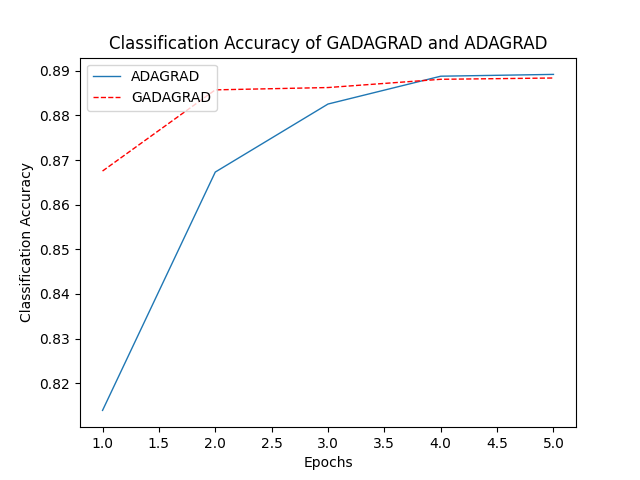 Classification Accuracy of GADAGRAD and ADAGRAD
ADAGRAD
GADAGRAD
Classification Accuracy
0.89
0.88
0.87
0.86
0.85
0.84
0.83
0.82
1.0 1.5 2.0 2.5 3.0 3.5 4.0 4.5 5.0
Epochs